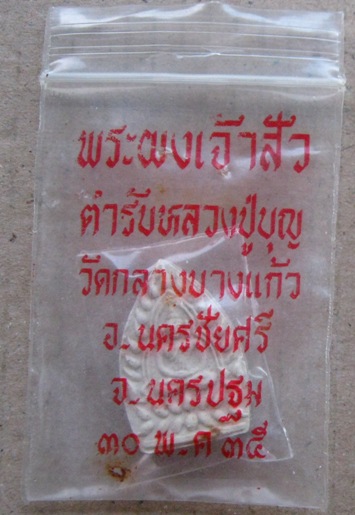 พระผงเจ้าสัว
ตำรับหลวงปู่บุญ
วัดกลางบางแก้ว
อ.นครชัยศรี
จ.นครปฐม
๓๐ พ.ค ๓๕